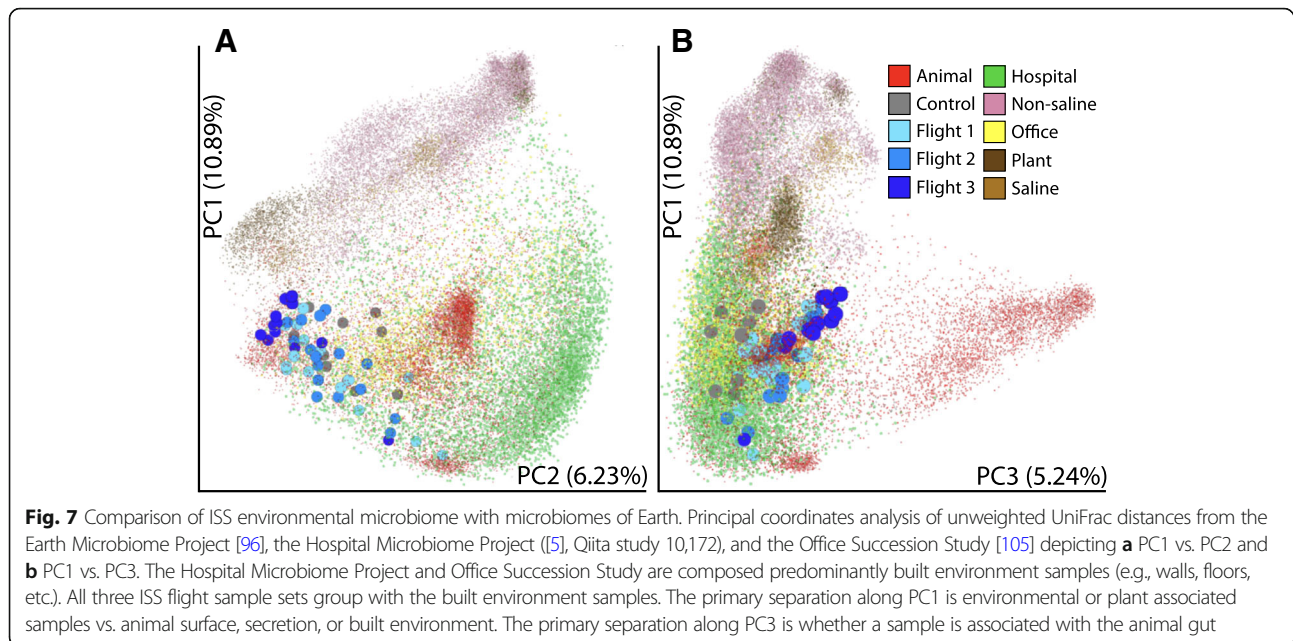 A
B
PC1 (10.89%)
PC2 (6.23%)
PC1 (10.89%)
PC3 (5.24%)
Animal
Control
Flight 1
Flight 2
Flight 3
Hospital
Non-saline
Office
Plant
Saline
Fig. 7 Comparison of ISS environmental microbiome with microbiomes of Earth. Principal coordinates analysis of unweighted UniFrac distances from the
Earth Microbiome Project [96], the Hospital Microbiome Project ([5], Qiita study 10,172), and the Office Succession Study [105] depicting a PC1 vs. PC2 and
b PC1 vs. PC3. The Hospital Microbiome Project and Office Succession Study are composed predominantly built environment samples (e.g., walls, floors,
etc.). All three ISS flight sample sets group with the built environment samples. The primary separation along PC1 is environmental or plant associated
samples vs. animal surface, secretion, or built environment. The primary separation along PC3 is whether a sample is associated with the animal gut